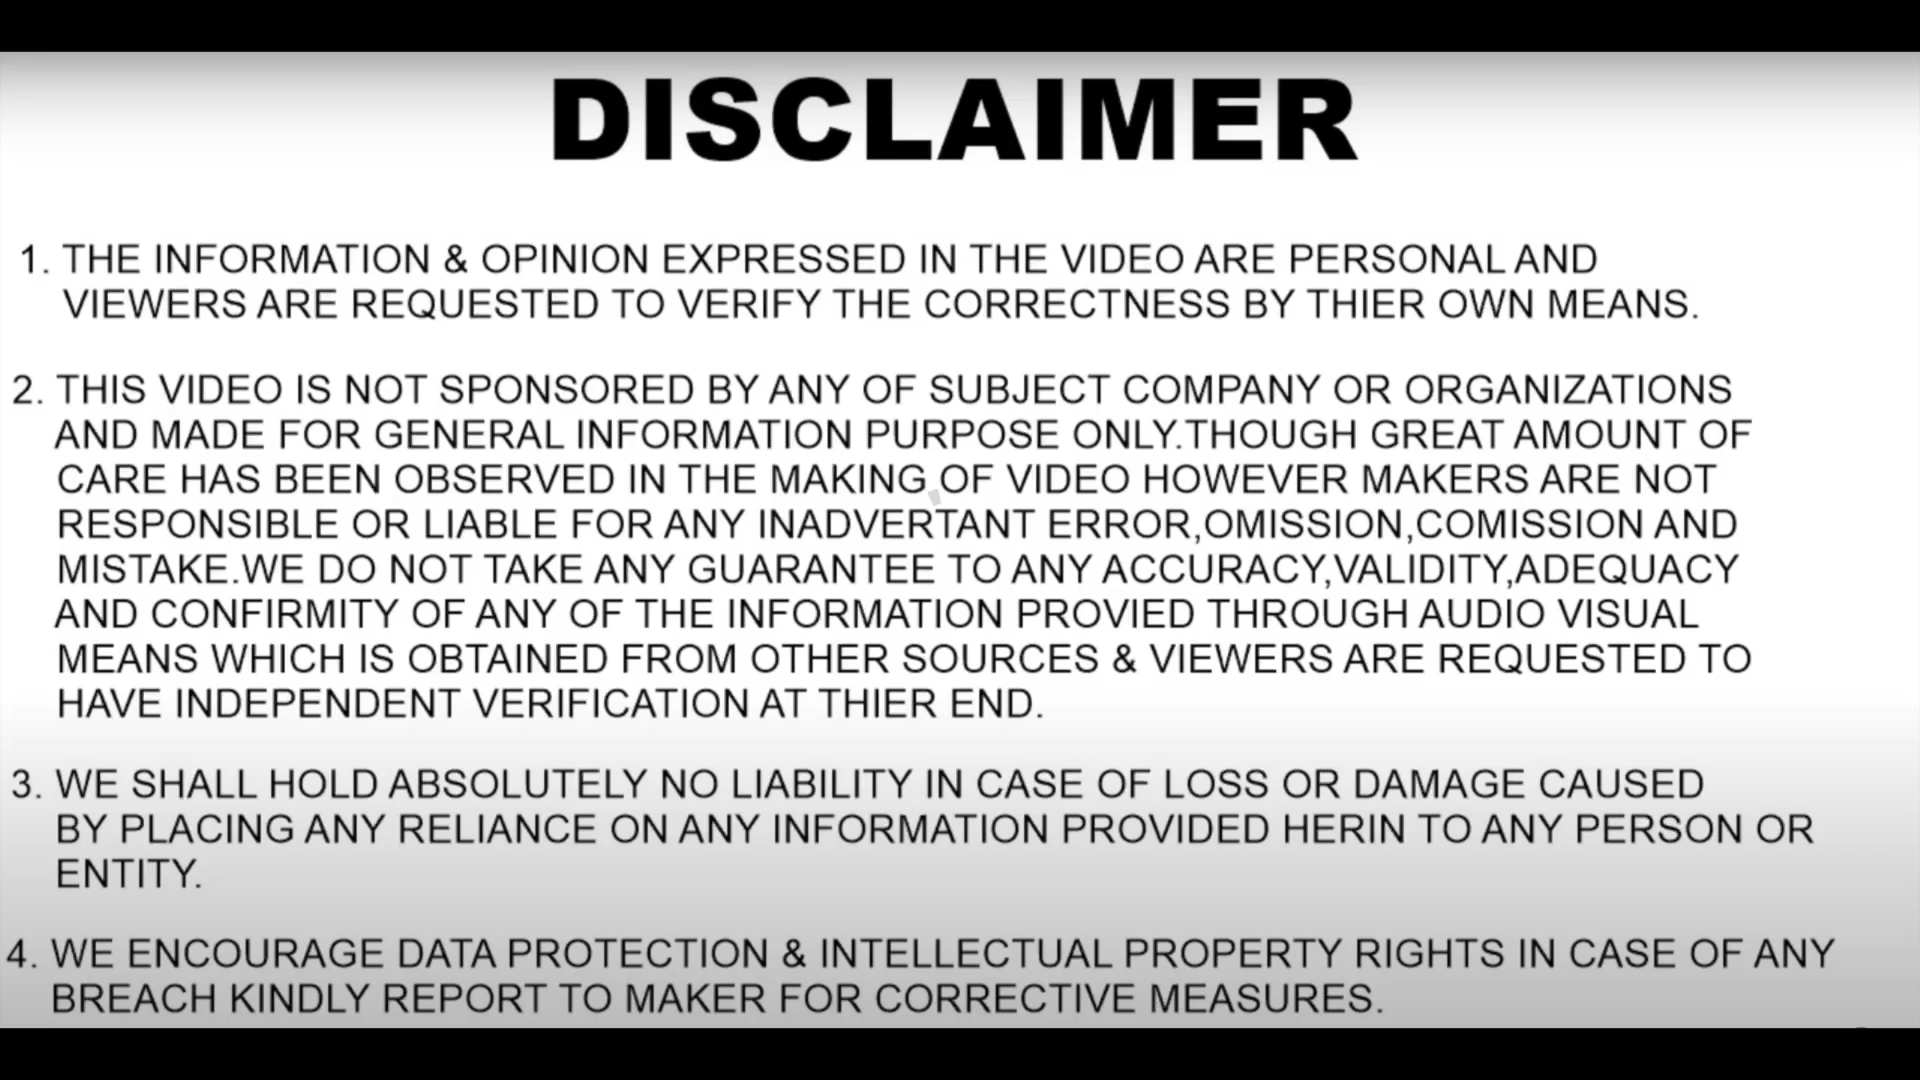 DISCLAIMER
1. THE INFORMATION & OPINION EXPRESSED IN THE VIDEO ARE PERSONAL AND
VIEWERS ARE REQUESTED TO VERIFY THE CORRECTNESS BY THIER OWN MEANS.
2. THIS VIDEO IS NOT SPONSORED BY ANY OF SUBJECT COMPANY OR ORGANIZATIONS
AND MADE FOR GENERAL INFORMATION PURPOSE ONLY.THOUGH GREAT AMOUNT OF
CARE HAS BEEN OBSERVED IN THE MAKING OF VIDEO HOWEVER MAKERS ARE NOT
RESPONSIBLE OR LIABLE FOR ANY INADVERTANT ERROR,OMISSION,COMISSION AND
MISTAKE.WE DO NOT TAKE ANY GUARANTEE TO ANY ACCURACY,VALIDITY,ADEQUACY
AND CONFIRMITY OF ANY OF THE INFORMATION PROVIED THROUGH AUDIO VISUAL
MEANS WHICH IS OBTAINED FROM OTHER SOURCES & VIEWERS ARE REQUESTED TO
HAVE INDEPENDENT VERIFICATION AT THIER END.
3. WE SHALL HOLD ABSOLUTELY NO LIABILITY IN CASE OF LOSS OR DAMAGE CAUSED
BY PLACING ANY RELIANCE ON ANY INFORMATION PROVIDED HERIN TO ANY PERSON OR
ENTITY.
4. WE ENCOURAGE DATA PROTECTION & INTELLECTUAL PROPERTY RIGHTS IN CASE OF ANY
BREACH KINDLY REPORT TO MAKER FOR CORRECTIVE MEASURES.